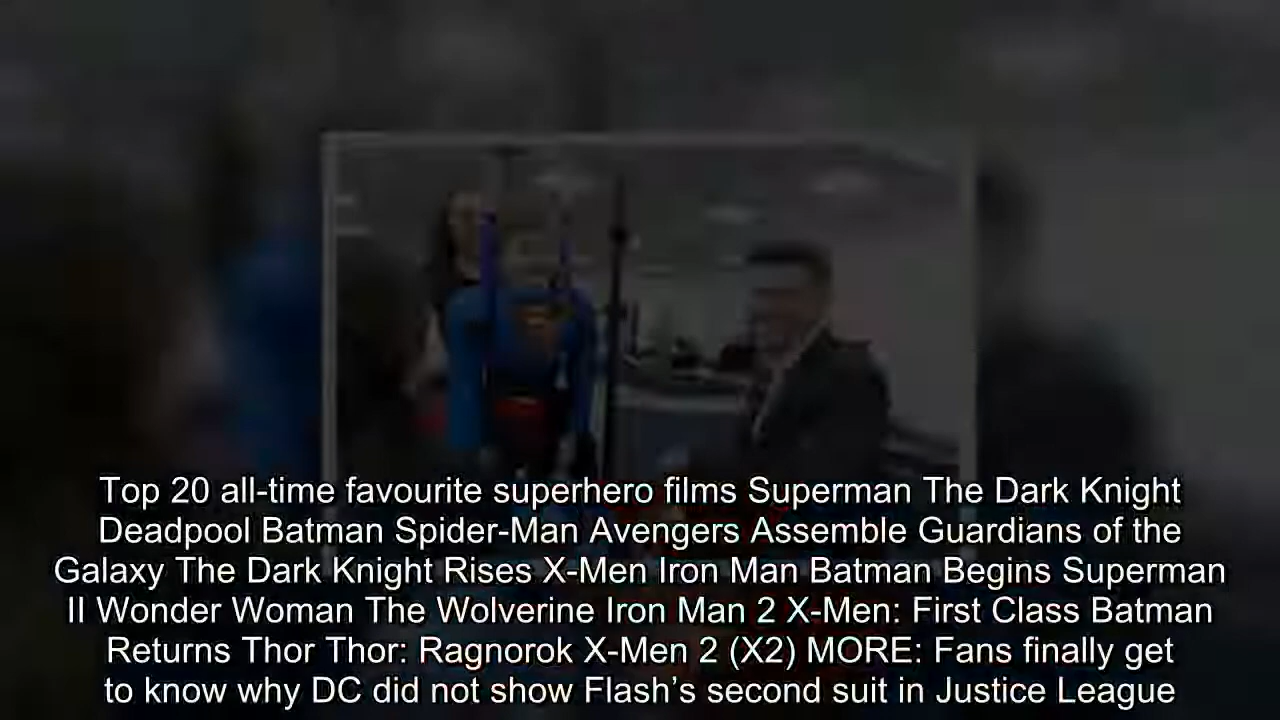 Top 20 all-time favourite superhero films Superman The Dark Knight
Deadpool Batman Spider-Man Avengers Assemble Guardians of the
Galaxy The Dark Knight Rises X-Men Iron Man Batman Begins Superman
II Wonder Woman The Wolverine Iron Man 2 X-Men: First Class Batman
Returns Thor Thor: Ragnorok X-Men 2 (X2) MORE: Fans finally get
to know why DC did not show Flash’s second suit in Justice League